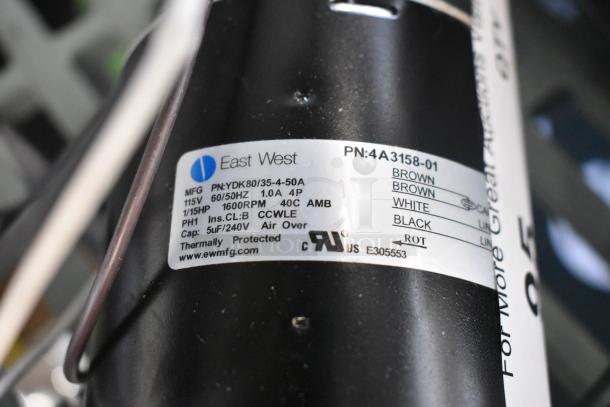 East West
PN:4A3158-01
MFG PN:YDK80/35-4-50A
115V 60/50HZ 1.0A 4P
1/15HP 1600RPM 40C AMB
PH1 Ins.CL:B CCWLE
Cap: 5uF/240V Air Over
Thermally Protected
www.ewmfg.com
BROWN
BROWN
WHITE
BLACK
ROT
C US E305553
For More Great Auctions